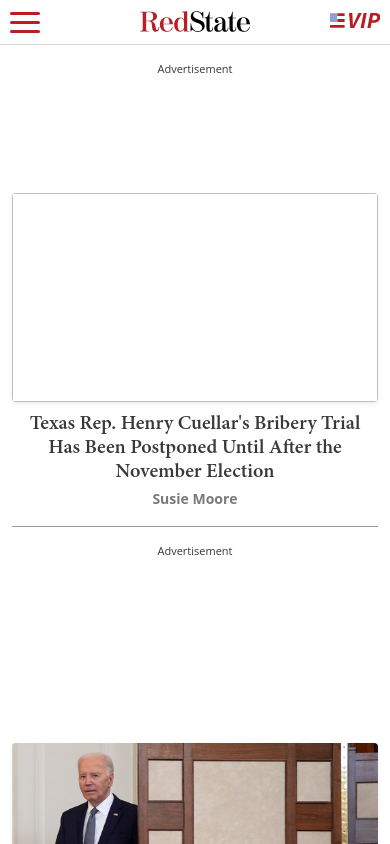 RedState
VIP
Advertisement
Texas Rep. Henry Cuellar's Bribery Trial
Has Been Postponed Until After the
November Election
Susie Moore
Advertisement